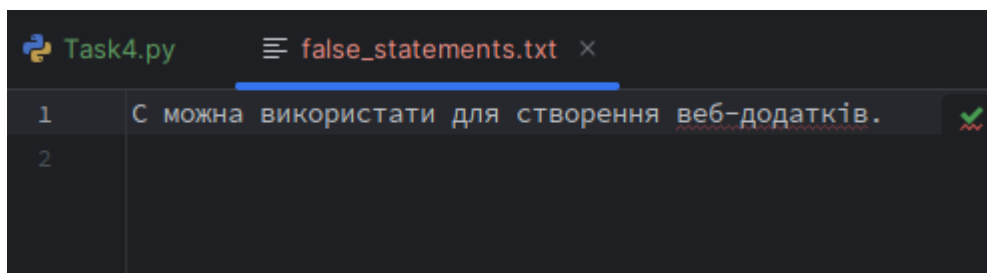 Task4.py
false_statements.txt
1 С можна використати для створення веб-додатків.
2